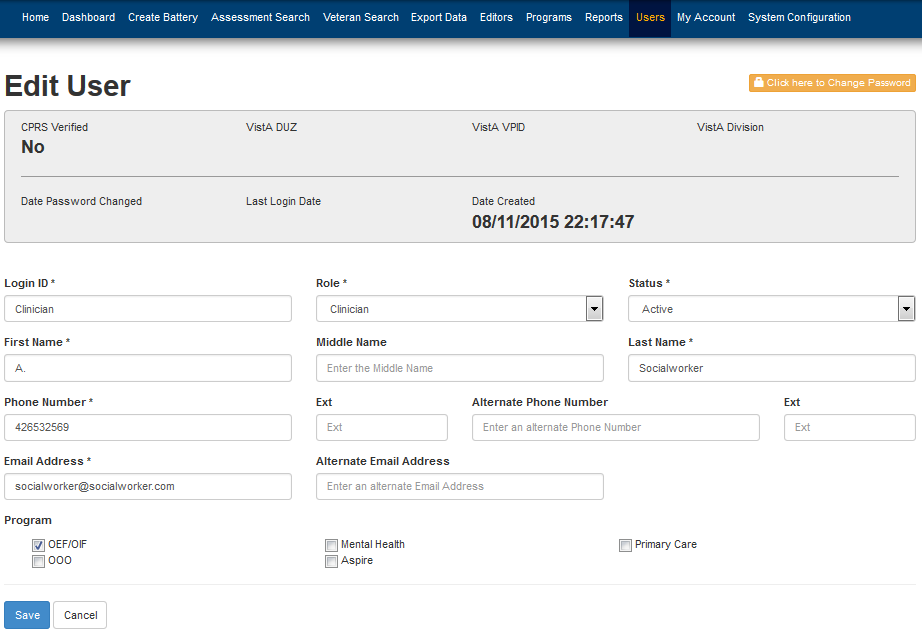 Home Dashboard Create Battery Assessment Search Veteran Search Export Data Editors Programs Reports Users My Account System Configuration
Edit User
Click here to Change Password
CPRS Verified VistA DUZ VistA VPID VistA Division
No
Date Password Changed Last Login Date Date Created
08/11/2015 22:17:47
Login ID * Role * Status *
Clinician Clinician Active
First Name * Middle Name Last Name *
A. Enter the Middle Name Socialworker
Phone Number * Ext Alternate Phone Number Ext
426532569 Ext Enter an alternate Phone Number Ext
Email Address * Alternate Email Address
socialworker@socialworker.com Enter an alternate Email Address
Program
OEF/OIF Mental Health Primary Care
OOO Aspire
Save Cancel